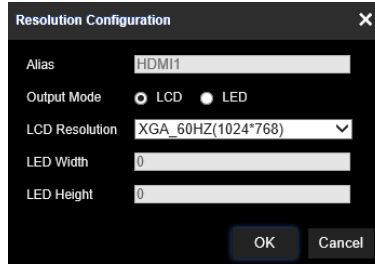 Resolution Configuration
Alias HDMI1
Output Mode LCD LED
LCD Resolution XGA_60HZ(1024*768)
LED Width 0
LED Height 0
OK Cancel